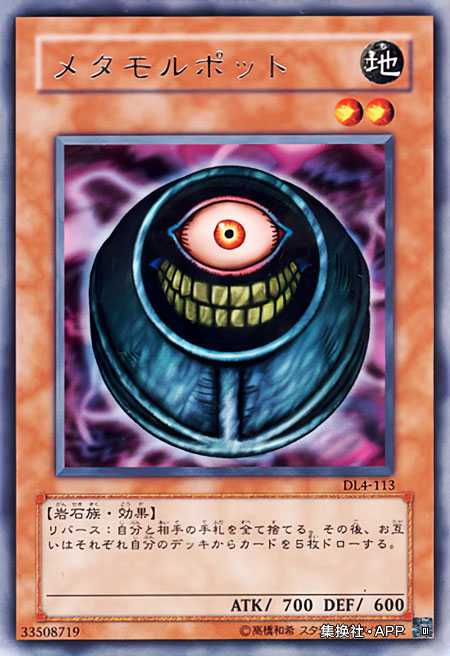 メタモルポット
地
DL4-113
【岩石族・効果】
リバース：自分と相手の手札を全て捨てる。その後、お互
いはそれぞれ自分のデッキからカードを５枚ドローする。
ATK/ 700 DEF/ 600
33508719
©高橋和希 スタ
集換社・APP